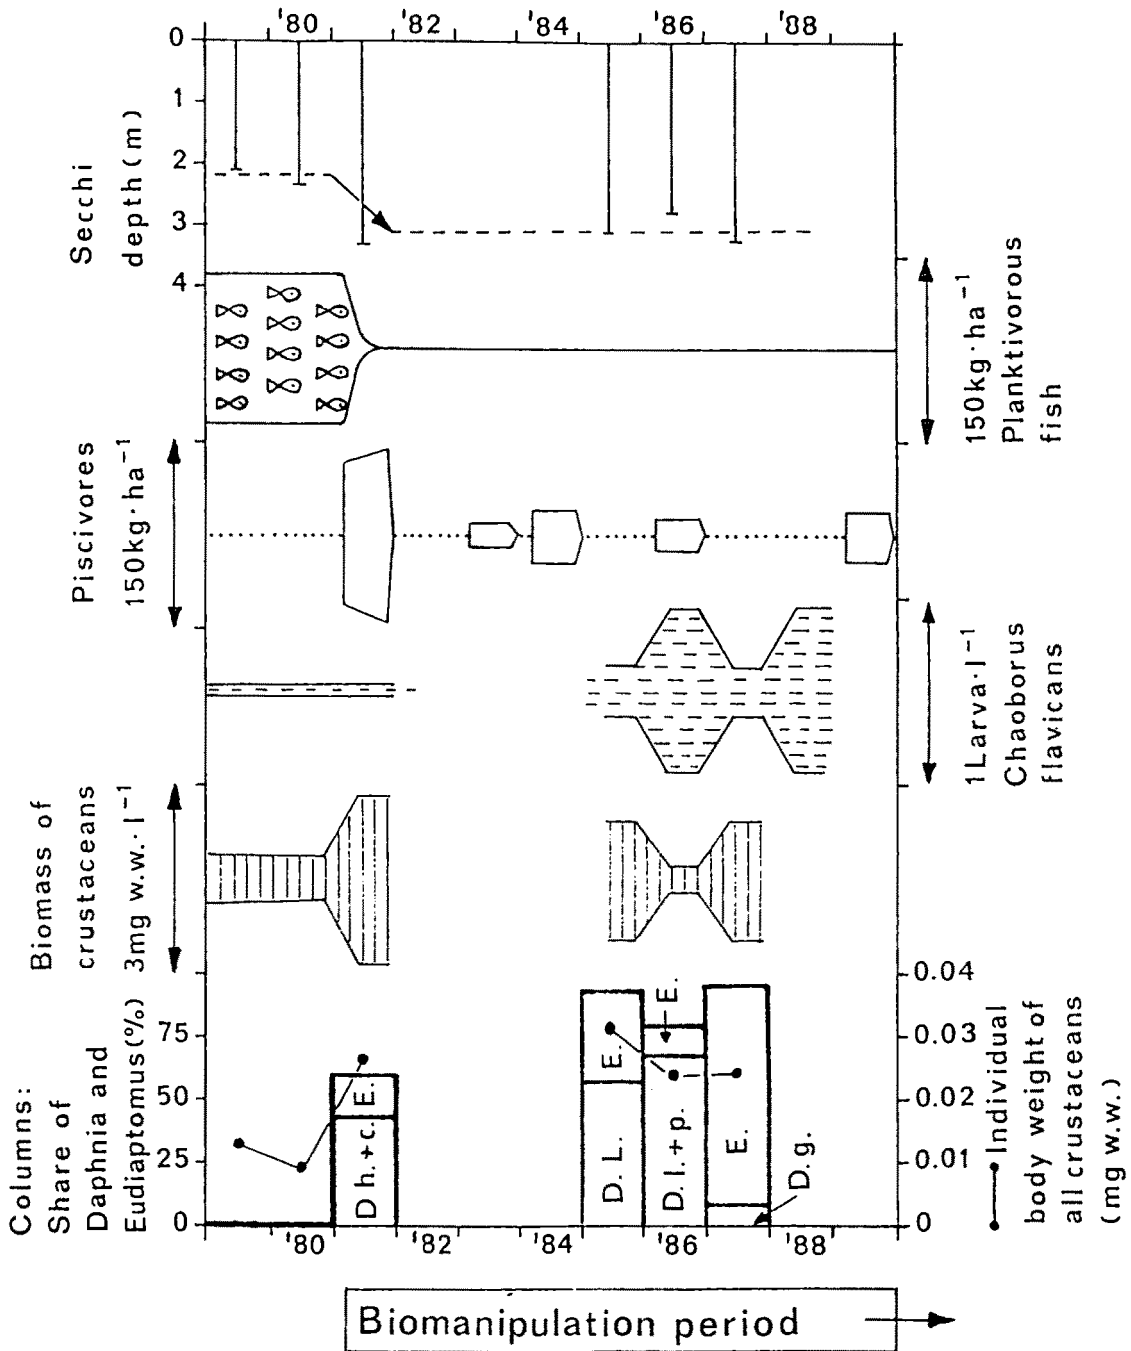 '80 '82 '84 '86 '88
0
1
2
3
4
Secchi
depth(m)
150kg·ha⁻¹
Planktivorous
fish
Piscivores
150kg·ha⁻¹
1Larva·l⁻¹
Chaoborus
flavicans
Biomass of
crustaceans
3mg w.w.·l⁻¹
Columns:
Share of
Daphnia and
Eudiaptomus(%)
75
50
25
0
D h.+c. E.
D.L. E.
D.l.+p. E.
E.
D.g.
0.04
0.03
0.02
0.01
0
Individual
body weight of
all crustaceans
(mg w.w.)
'80 '82 '84 '86 '88
Biomanipulation period